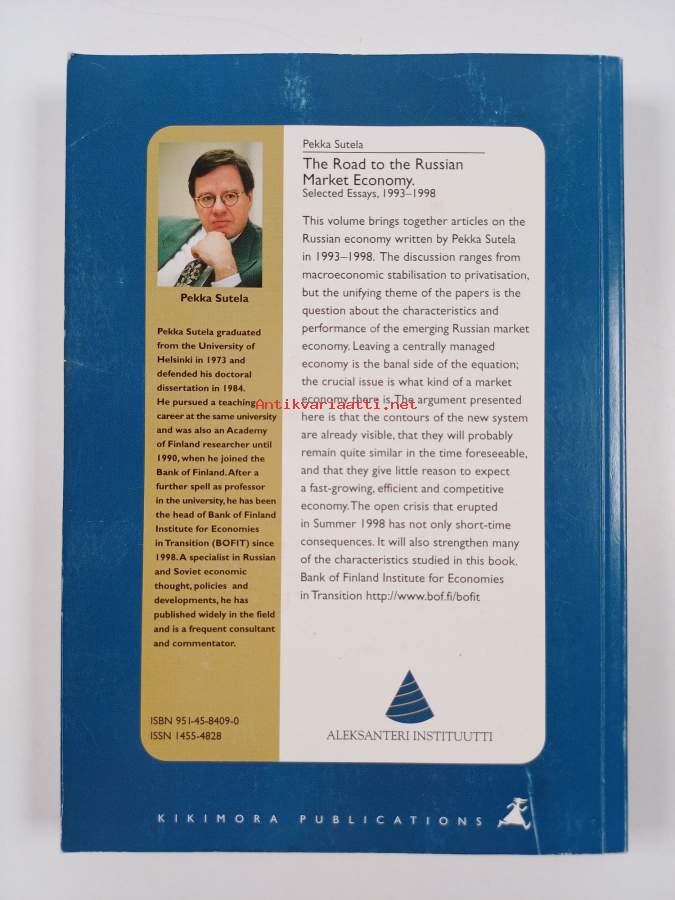 Pekka Sutela
Pekka Sutela graduated
from the University of
Helsinki in 1973 and
defended his doctoral
dissertation in 1984.
He pursued a teaching
career at the same university
and was also an Academy
of Finland researcher until
1990, when he joined the
Bank of Finland. After a
further spell as professor
in the university, he has been
the head of Bank of Finland
Institute for Economies
in Transition (BOFIT) since
1998. A specialist in Russian
and Soviet economic
thought, policies and
developments, he has
published widely in the field
and is a frequent consultant
and commentator.
ISBN 951-45-8409-0
ISSN 1455-4828
Pekka Sutela
The Road to the Russian
Market Economy.
Selected Essays, 1993–1998
This volume brings together articles on the
Russian economy written by Pekka Sutela
in 1993–1998. The discussion ranges from
macroeconomic stabilisation to privatisation,
but the unifying theme of the papers is the
question about the characteristics and
performance of the emerging Russian market
economy. Leaving a centrally managed
economy is the banal side of the equation;
the crucial issue is what kind of a market
economy there is. The argument presented
here is that the contours of the new system
are already visible, that they will probably
remain quite similar in the time foreseeable,
and that they give little reason to expect
a fast-growing, efficient and competitive
economy. The open crisis that erupted
in Summer 1998 has not only short-time
consequences. It will also strengthen many
of the characteristics studied in this book.
Bank of Finland Institute for Economies
in Transition http://www.bof.fi/bofit
ALEKSANTERI INSTITUUTTI
KIKIMORA PUBLICATIONS
Antikvariaatti.net